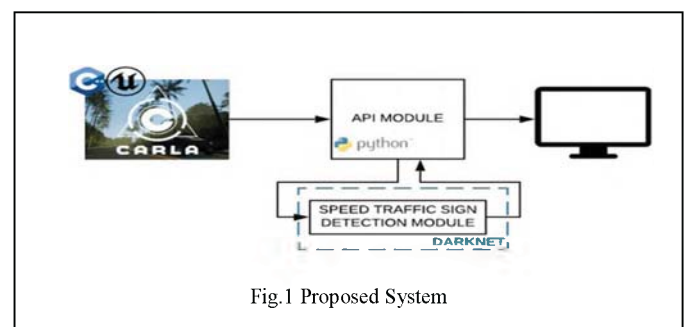 C++
CARLA
API MODULE
python
SPEED TRAFFIC SIGN
DETECTION MODULE
DARKNET
Fig.1 Proposed System